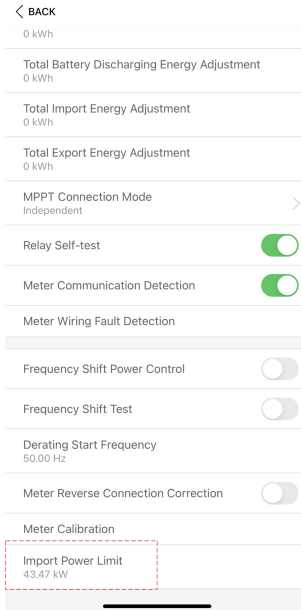 BACK
0 kWh
Total Battery Discharging Energy Adjustment
0 kWh
Total Import Energy Adjustment
0 kWh
Total Export Energy Adjustment
0 kWh
MPPT Connection Mode
Independent
Relay Self-test
Meter Communication Detection
Meter Wiring Fault Detection
Frequency Shift Power Control
Frequency Shift Test
Derating Start Frequency
50.00 Hz
Meter Reverse Connection Correction
Meter Calibration
Import Power Limit
43.47 kW